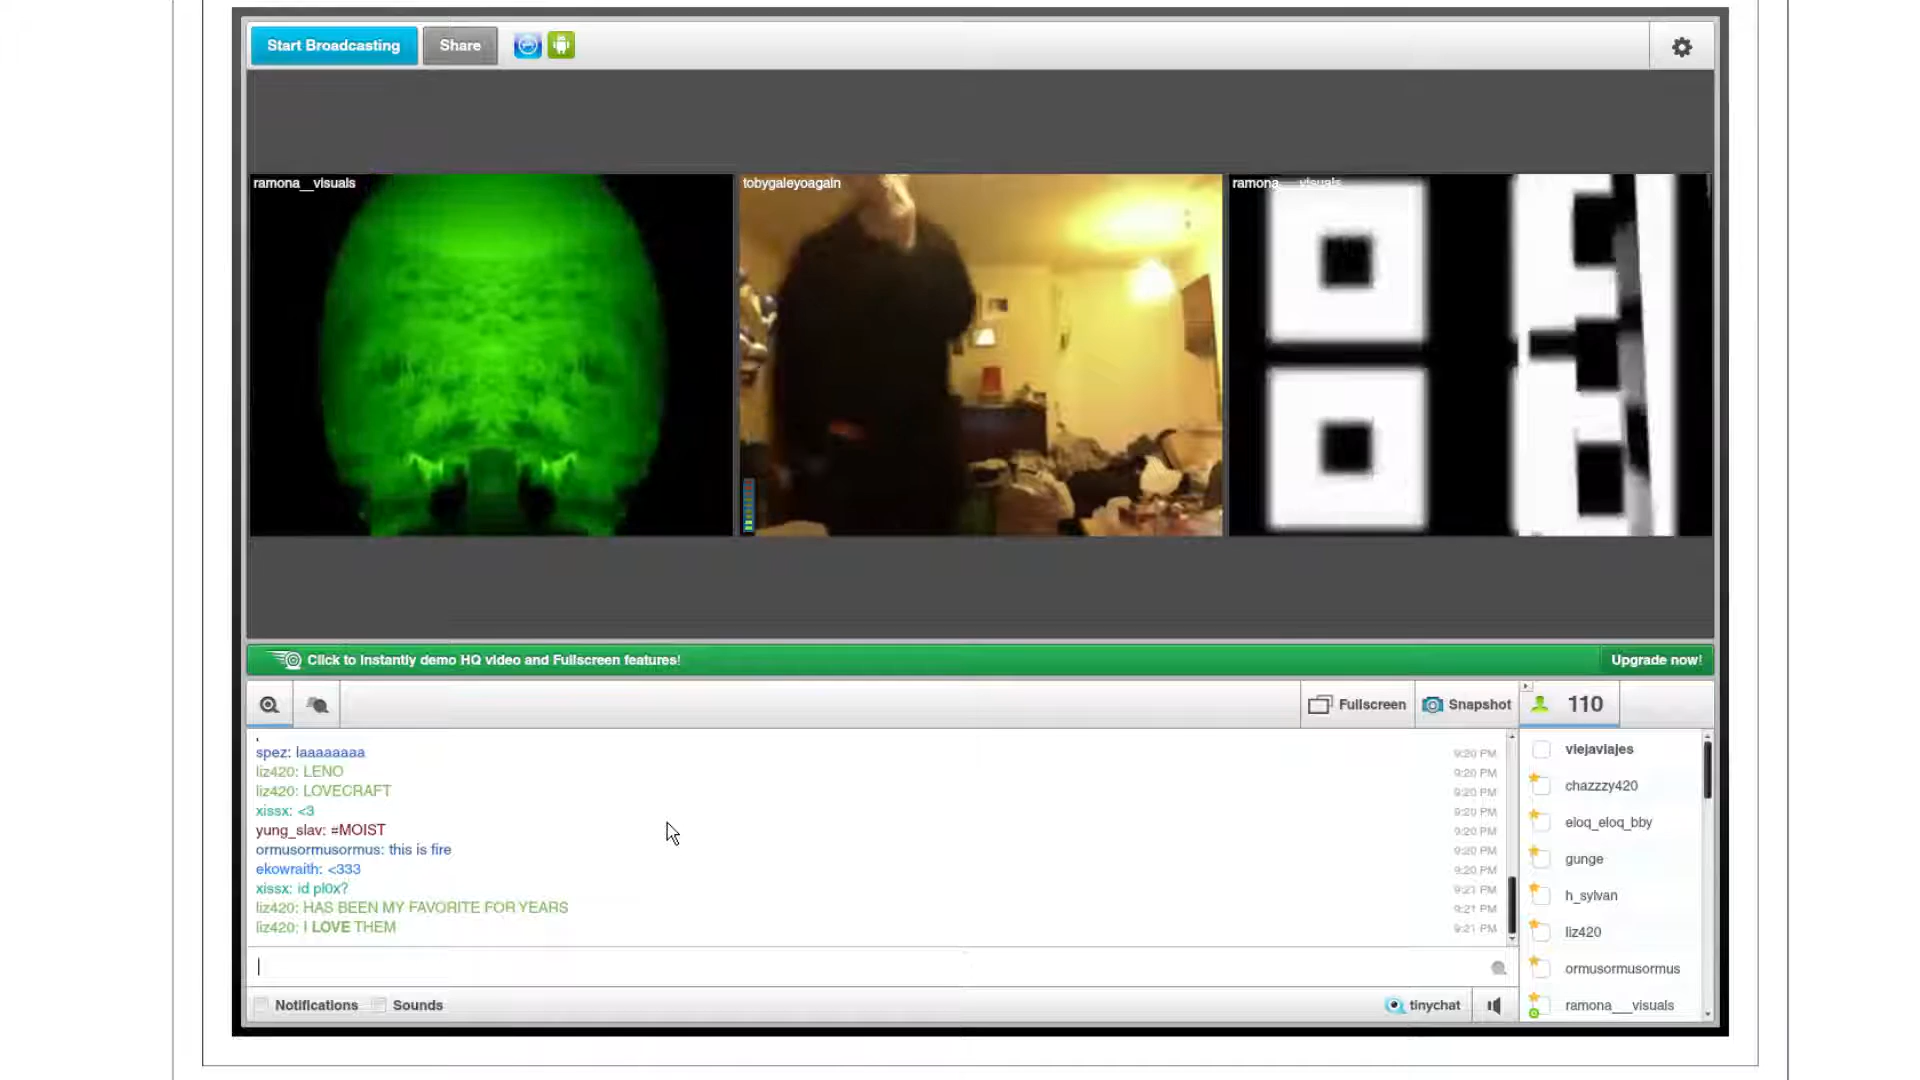 Start Broadcasting
Share
ramona__visuals
tobygaleyoagain
ramona___visuals
Click to instantly demo HQ video and Fullscreen features!
Upgrade now!
Fullscreen
Snapshot
110
spez: laaaaaaaa
9:20 PM
liz420: LENO
9:20 PM
liz420: LOVECRAFT
9:20 PM
xissx: <3
9:20 PM
yung_slav: #MOIST
9:20 PM
ormusormusormus: this is fire
9:20 PM
ekowraith: <333
9:20 PM
xissx: id pl0x?
9:21 PM
liz420: HAS BEEN MY FAVORITE FOR YEARS
9:21 PM
liz420: I LOVE THEM
9:21 PM
viejaviajes
chazzzy420
eloq_eloq_bby
gunge
h_sylvan
liz420
ormusormusormus
ramona___visuals
Notifications
Sounds
tinychat